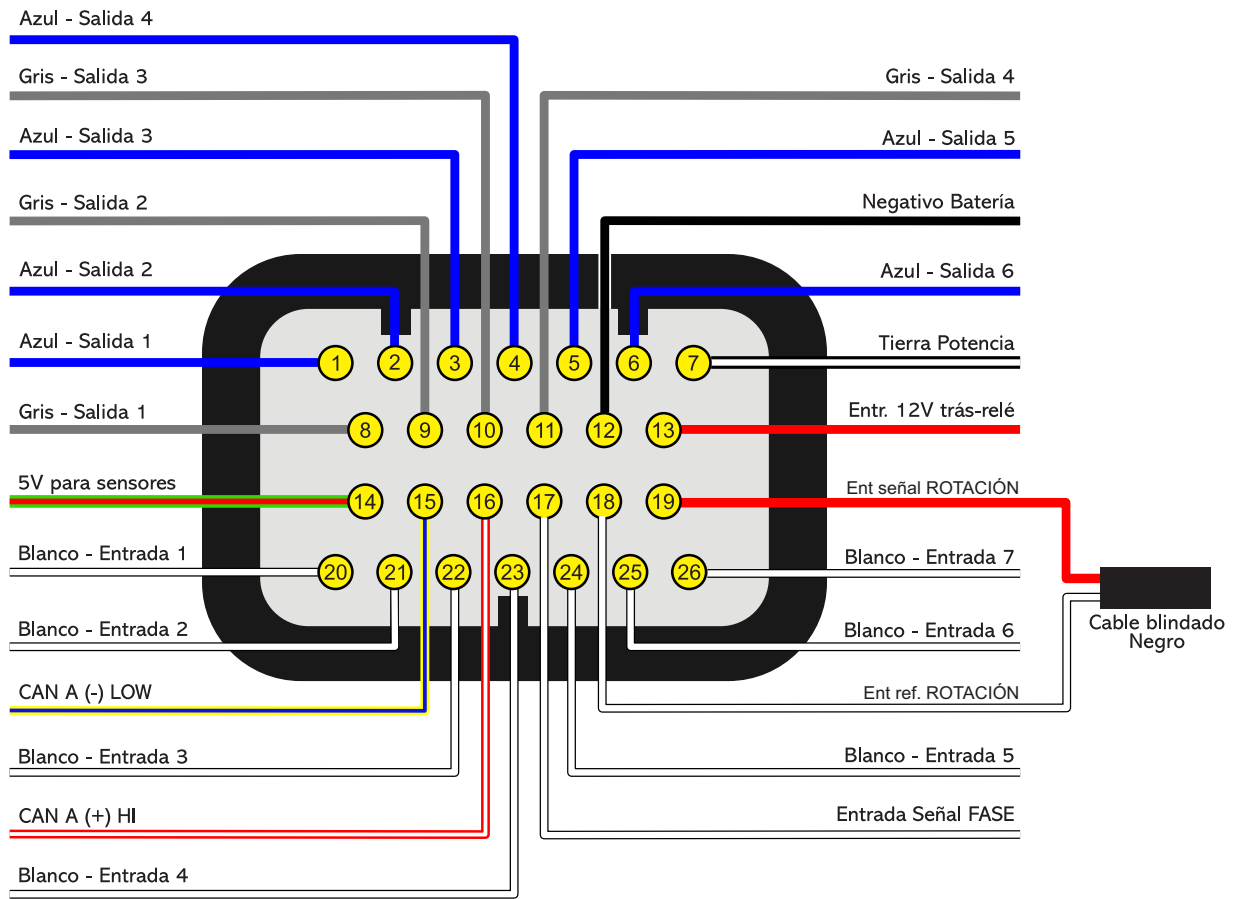 Azul - Salida 4
Gris - Salida 3
Gris - Salida 4
Azul - Salida 3
Azul - Salida 5
Gris - Salida 2
Negativo Batería
Azul - Salida 2
Azul - Salida 6
Azul - Salida 1
Tierra Potencia
1 2 3 4 5 6 7
Gris - Salida 1
Entr. 12V trás-relé
8 9 10 11 12 13
5V para sensores
Ent señal ROTACIÓN
14 15 16 17 18 19
Blanco - Entrada 1
Blanco - Entrada 7
20 21 22 23 24 25 26
Blanco - Entrada 2
Blanco - Entrada 6
Cable blindado
Negro
CAN A (-) LOW
Ent ref. ROTACIÓN
Blanco - Entrada 3
Blanco - Entrada 5
CAN A (+) HI
Entrada Señal FASE
Blanco - Entrada 4